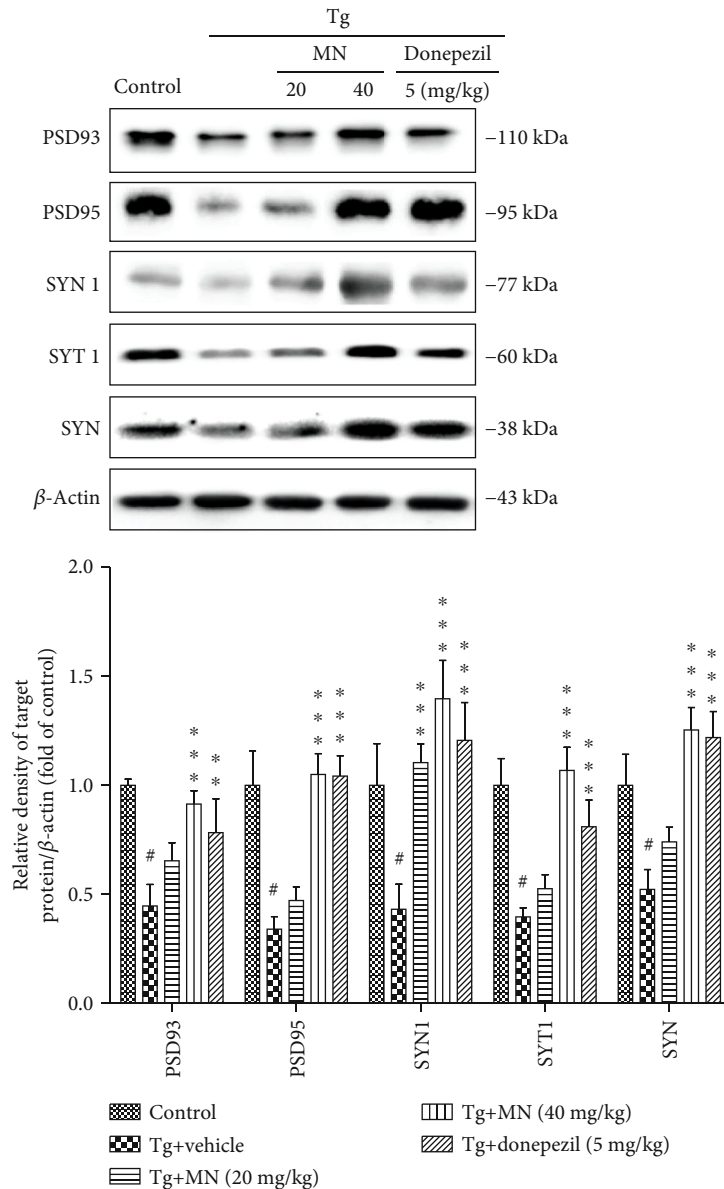 Tg
MN Donepezil
Control 20 40 5 (mg/kg)
PSD93 –110 kDa
PSD95 –95 kDa
SYN 1 –77 kDa
SYT 1 –60 kDa
SYN –38 kDa
β-Actin –43 kDa
Relative density of target
protein/β-actin (fold of control)
2.0
1.5
1.0
0.5
0.0
# *** **
# *** ***
# *** *** ***
# *** ***
# *** ***
PSD93
PSD95
SYN1
SYT1
SYN
Control
Tg+vehicle
Tg+MN (20 mg/kg)
Tg+MN (40 mg/kg)
Tg+donepezil (5 mg/kg)